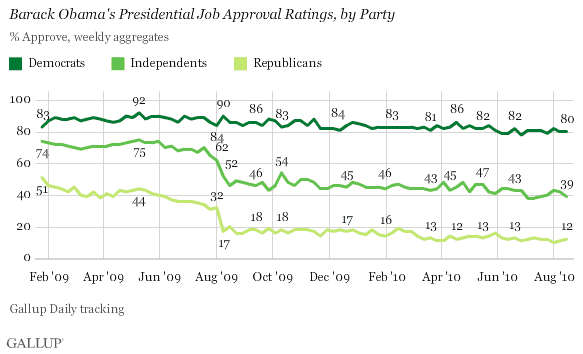 Barack Obama's Presidential Job Approval Ratings, by Party
% Approve, weekly aggregates
Democrats Independents Republicans
100
80
60
40
20
0
83 92 84 90 86 83 84 83 81 86 82 82 80
74 75 62 52 46 54 45 46 43 45 47 43 39
51 44 32 17 18 18 17 16 13 12 13 13 12
Feb '09 Apr '09 Jun '09 Aug '09 Oct '09 Dec '09 Feb '10 Apr '10 Jun '10 Aug '10
Gallup Daily tracking
GALLUP®